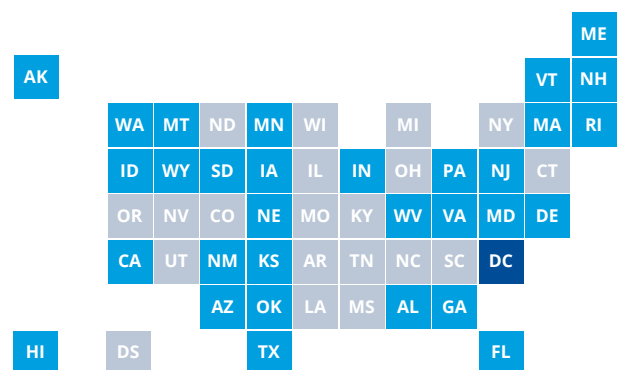 ME
AK VT NH
WA MT ND MN WI MI NY MA RI
ID WY SD IA IL IN OH PA NJ CT
OR NV CO NE MO KY WV VA MD DE
CA UT NM KS AR TN NC SC DC
AZ OK LA MS AL GA
HI DS TX FL